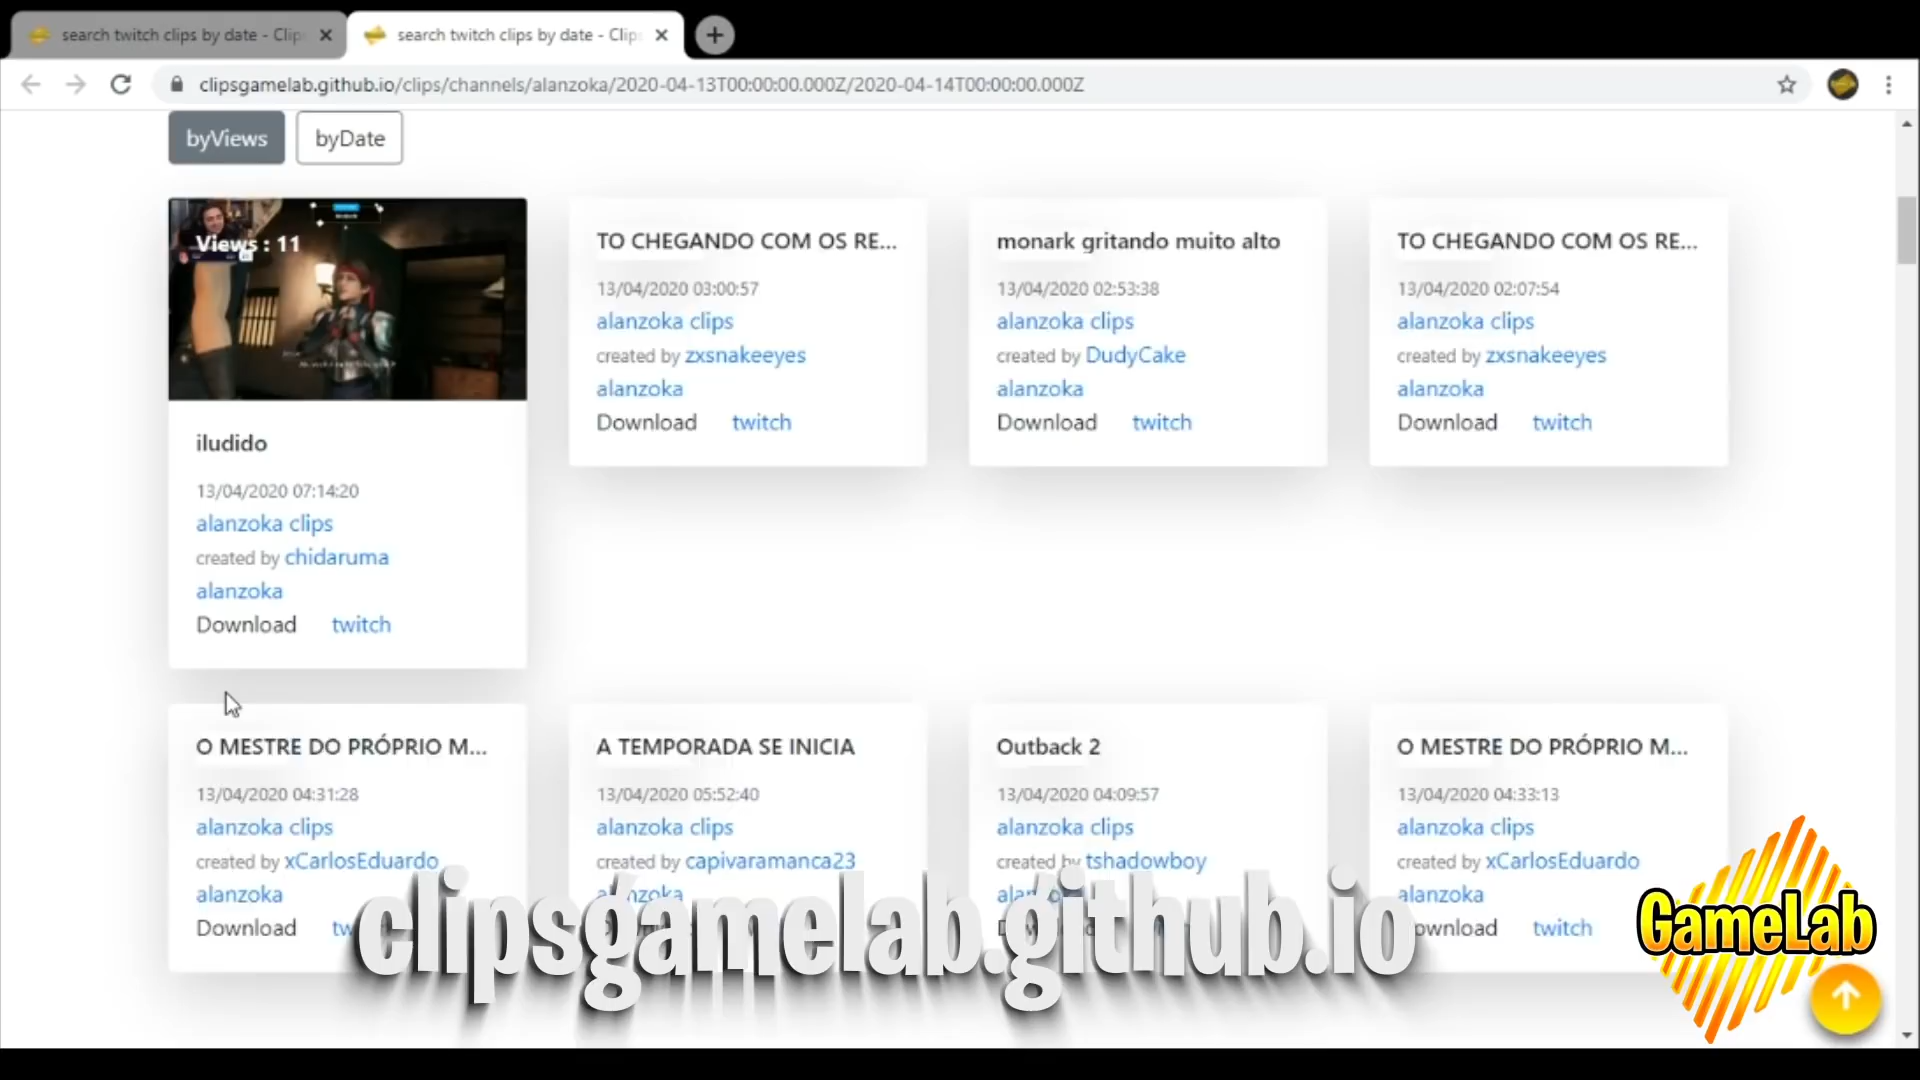 search twitch clips by date - Clip
search twitch clips by date - Clip
clipsgamelab.github.io/clips/channels/alanzoka/2020-04-13T00:00:00.000Z/2020-04-14T00:00:00.000Z
byViews
byDate
Views : 11
iludido
13/04/2020 07:14:20
alanzoka clips
created by chidaruma
alanzoka
Download twitch
TO CHEGANDO COM OS RE...
13/04/2020 03:00:57
alanzoka clips
created by zxsnakeeyes
alanzoka
Download twitch
monark gritando muito alto
13/04/2020 02:53:38
alanzoka clips
created by DudyCake
alanzoka
Download twitch
TO CHEGANDO COM OS RE...
13/04/2020 02:07:54
alanzoka clips
created by zxsnakeeyes
alanzoka
Download twitch
O MESTRE DO PRÓPRIO M...
13/04/2020 04:31:28
alanzoka clips
created by xCarlosEduardo
alanzoka
Download tw
A TEMPORADA SE INICIA
13/04/2020 05:52:40
alanzoka clips
created by capivaramanca23
alanzoka
Outback 2
13/04/2020 04:09:57
alanzoka clips
created by tshadowboy
O MESTRE DO PRÓPRIO M...
13/04/2020 04:33:13
alanzoka clips
created by xCarlosEduardo
alanzoka
ownload twitch
clipsgamelab.github.io
GameLab